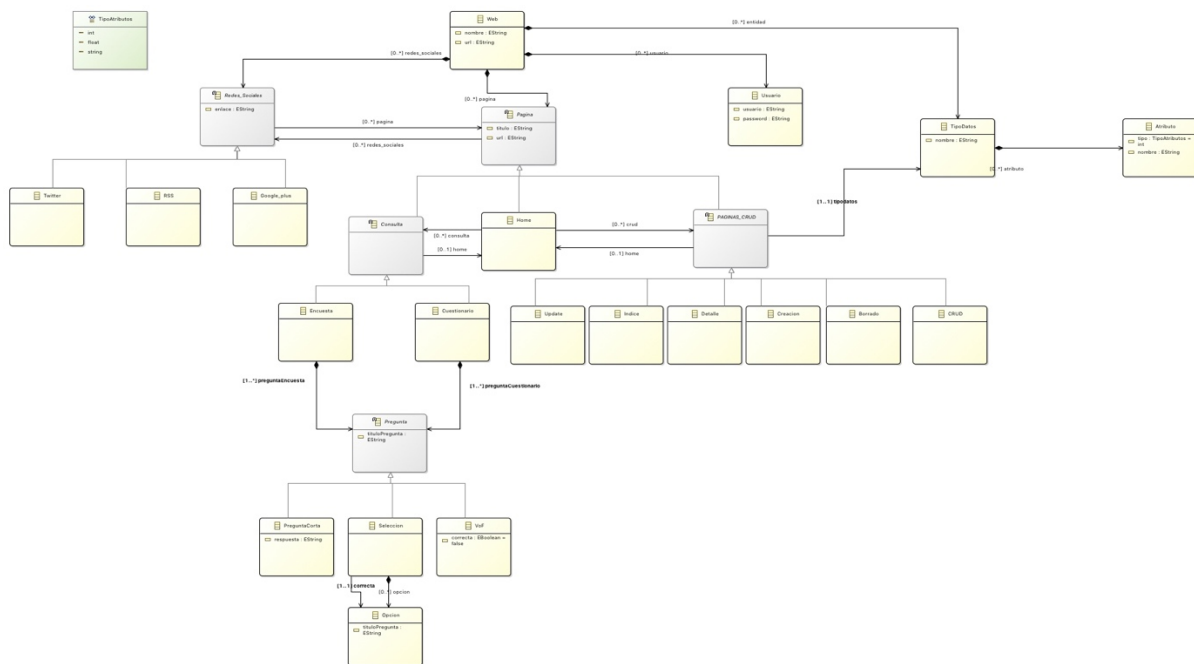 TipoAtributos
int
float
string
Web
nombre : EString
url : EString
[0..*] entidad
[0..*] redes_sociales
[0..*] usuario
[0..*] pagina
Redes_Sociales
enlace : EString
Pagina
titulo : EString
url : EString
[0..*] pagina
[0..*] redes_sociales
Usuario
usuario : EString
password : EString
TipoDatos
nombre : EString
Atributo
tipo : TipoAtributos =
int
nombre : EString
[0..*] atributo
[1..1] tipodatos
Twitter
RSS
Google_plus
Consulta
Home
PAGINAS_CRUD
[0..*] consulta
[0..1] home
[0..*] crud
[0..1] home
Encuesta
Cuestionario
Update
Indice
Detalle
Creacion
Borrado
CRUD
[1..*] preguntaEncuesta
[1..*] preguntaCuestionario
Pregunta
tituloPregunta :
EString
PreguntaCorta
respuesta : EString
Seleccion
VoF
correcta : EBoolean =
false
[1..1] correcta
[0..*] opcion
Opcion
tituloPregunta :
EString